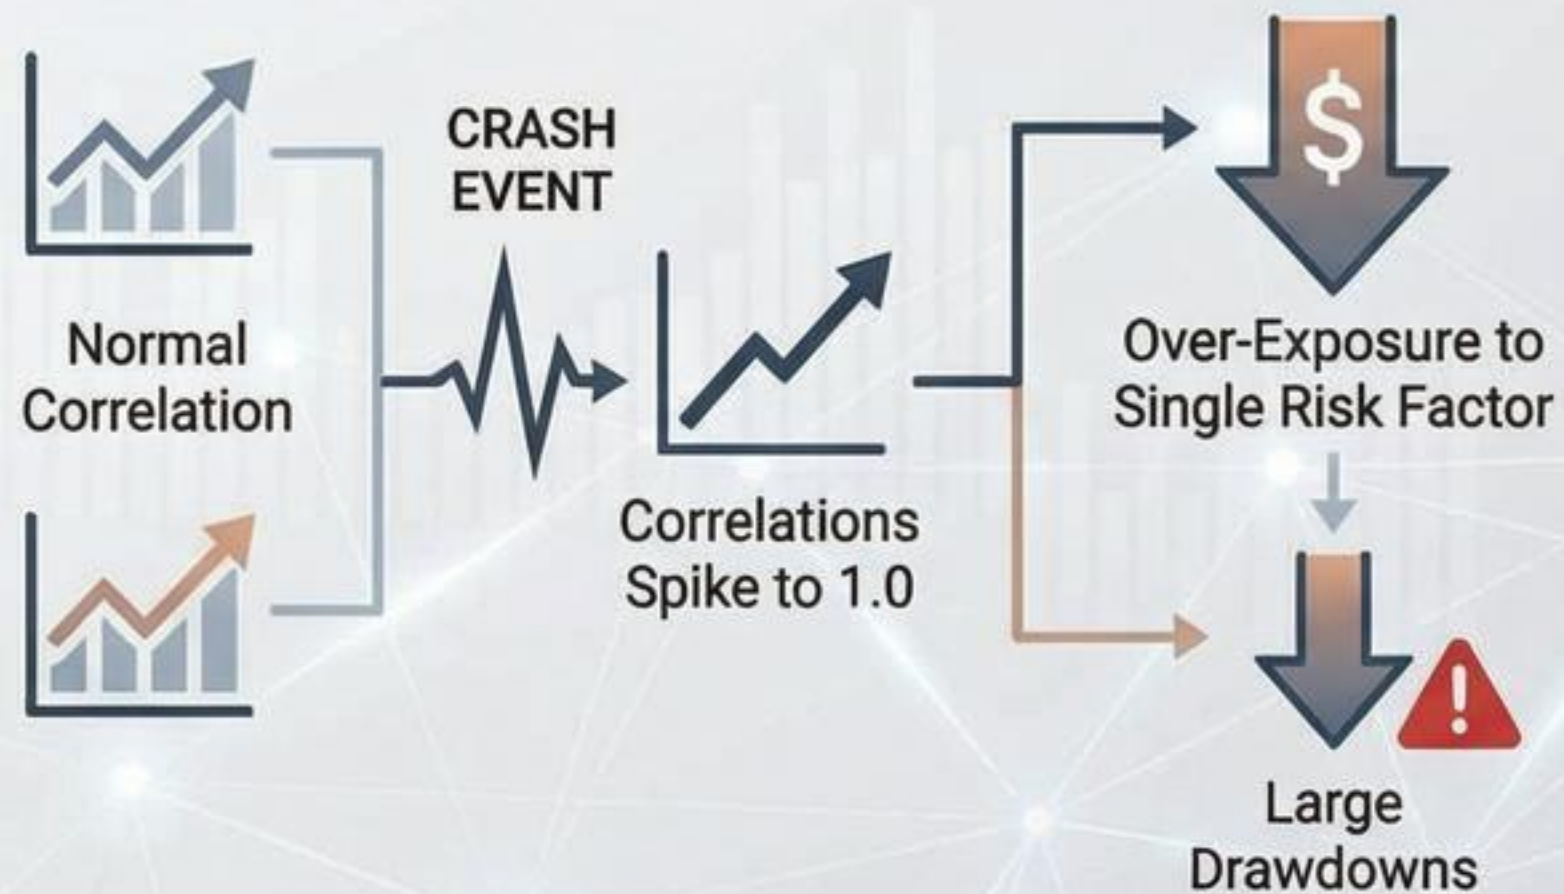 Normal
Correlation
CRASH
EVENT
Correlations
Spike to 1.0
$
Over-Exposure to
Single Risk Factor
!
Large
Drawdowns